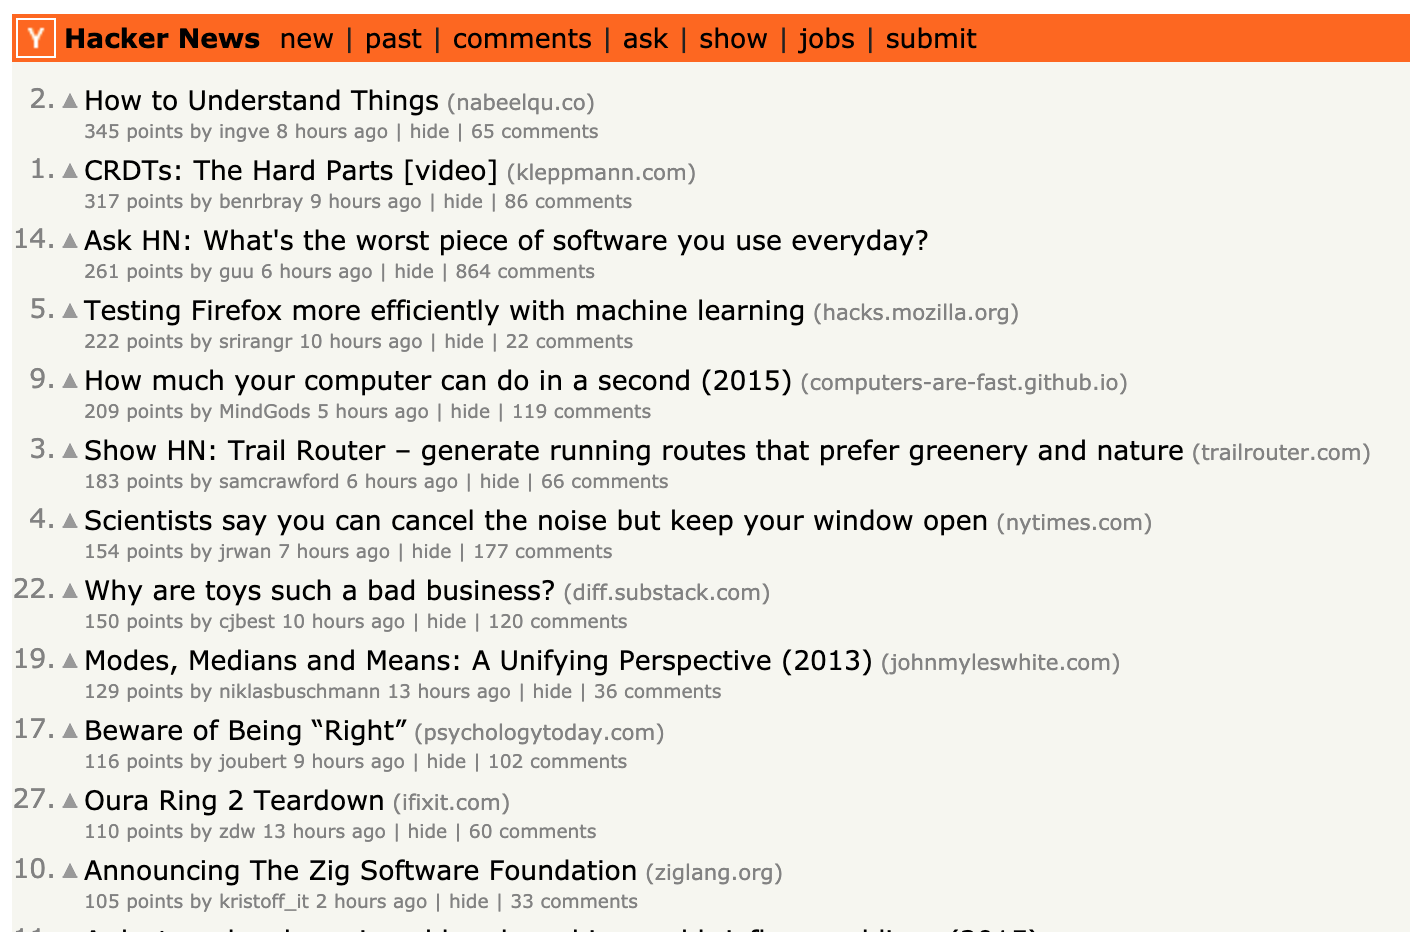 Y Hacker News new | past | comments | ask | show | jobs | submit
2. ▲ How to Understand Things (nabeelqu.co)
345 points by ingve 8 hours ago | hide | 65 comments
1. ▲ CRDTs: The Hard Parts [video] (kleppmann.com)
317 points by benrbray 9 hours ago | hide | 86 comments
14. ▲ Ask HN: What's the worst piece of software you use everyday?
261 points by guu 6 hours ago | hide | 864 comments
5. ▲ Testing Firefox more efficiently with machine learning (hacks.mozilla.org)
222 points by srirangr 10 hours ago | hide | 22 comments
9. ▲ How much your computer can do in a second (2015) (computers-are-fast.github.io)
209 points by MindGods 5 hours ago | hide | 119 comments
3. ▲ Show HN: Trail Router – generate running routes that prefer greenery and nature (trailrouter.com)
183 points by samcrawford 6 hours ago | hide | 66 comments
4. ▲ Scientists say you can cancel the noise but keep your window open (nytimes.com)
154 points by jrwan 7 hours ago | hide | 177 comments
22. ▲ Why are toys such a bad business? (diff.substack.com)
150 points by cjbest 10 hours ago | hide | 120 comments
19. ▲ Modes, Medians and Means: A Unifying Perspective (2013) (johnmyleswhite.com)
129 points by niklasbuschmann 13 hours ago | hide | 36 comments
17. ▲ Beware of Being “Right” (psychologytoday.com)
116 points by joubert 9 hours ago | hide | 102 comments
27. ▲ Oura Ring 2 Teardown (ifixit.com)
110 points by zdw 13 hours ago | hide | 60 comments
10. ▲ Announcing The Zig Software Foundation (ziglang.org)
105 points by kristoff_it 2 hours ago | hide | 33 comments